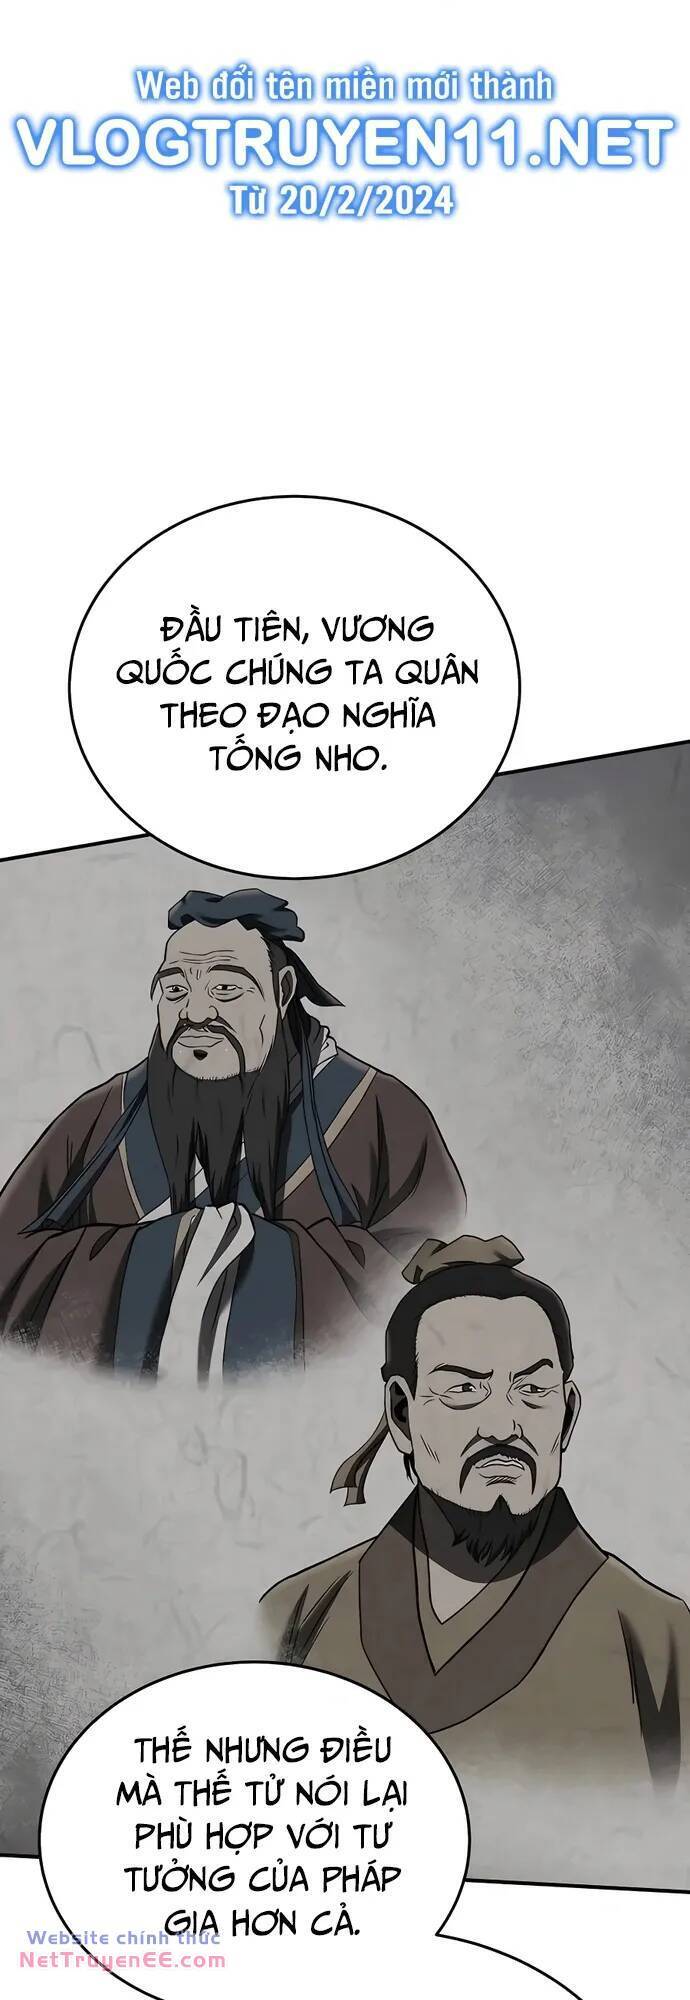 Web đổi tên miền mới thành
VLOGTRUYEN11.NET
Từ 20/2/2024
ĐẦU TIÊN, VƯƠNG
QUỐC CHÚNG TA QUÂN
THEO ĐẠO NGHĨA
TỐNG NHO.
THẾ NHƯNG ĐIỀU
MÀ THẾ TỬ NÓI LẠI
PHÙ HỢP VỚI TƯ
TƯỞNG CỦA PHÁP
GIA HƠN CẢ.
Website chính thức
NetTruyenEE.com